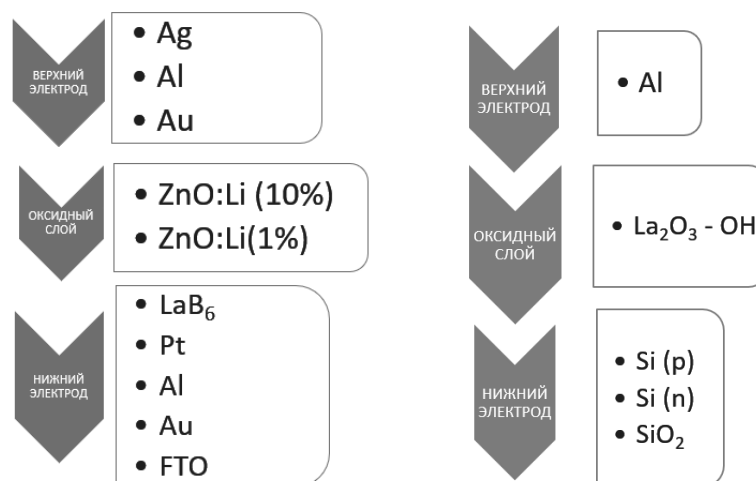 ВЕРХНИЙ
ЭЛЕКТРОД
• Ag
• Al
• Au
ОКСИДНЫЙ
СЛОЙ
• ZnO:Li (10%)
• ZnO:Li(1%)
НИЖНИЙ
ЭЛЕКТРОД
• LaB₆
• Pt
• Al
• Au
• FTO
ВЕРХНИЙ
ЭЛЕКТРОД
• Al
ОКСИДНЫЙ
СЛОЙ
• La₂O₃ - OH
НИЖНИЙ
ЭЛЕКТРОД
• Si (p)
• Si (n)
• SiO₂